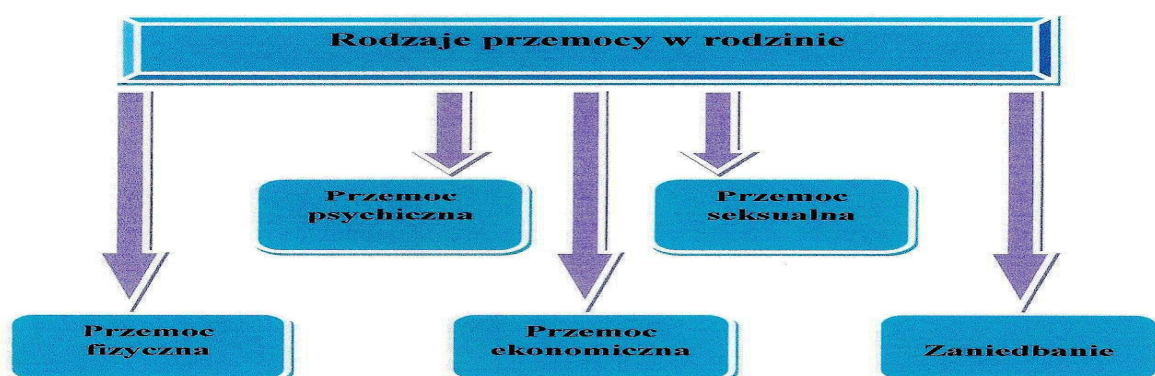 Rodzaje przemocy w rodzinie
Przemoc
psychiczna
Przemoc
seksualna
Przemoc
fizyczna
Przemoc
ekonomiczna
Zaniedbanie